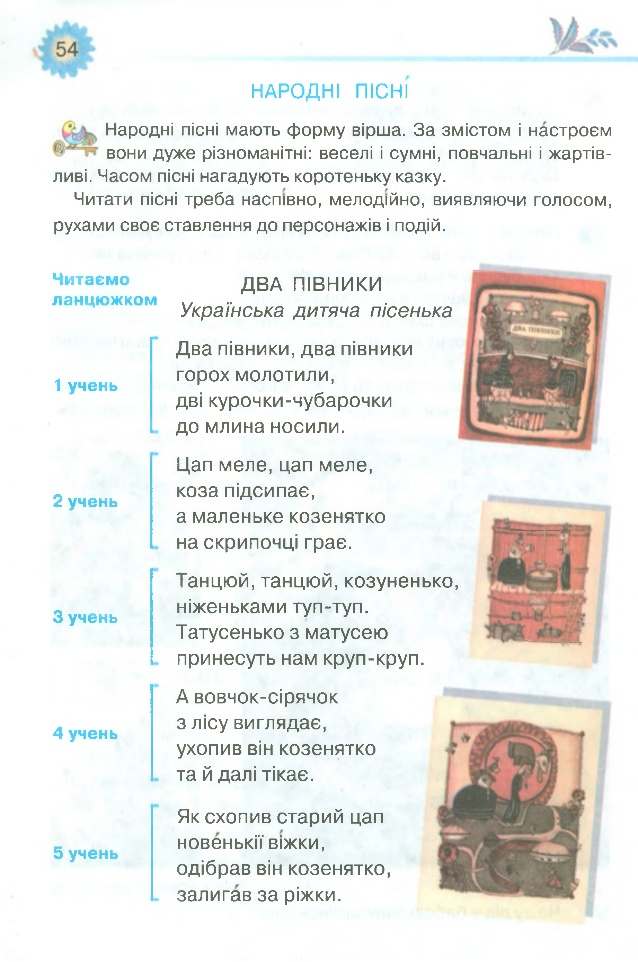 54
НАРОДНІ ПІСНІ
Народні пісні мають форму вірша. За змістом і на́строєм
вони дуже різноманітні: веселі і сумні, повчальні і жартів-
ливі. Часом пісні нагадують коротеньку казку.
Читати пісні треба наспі́вно, мелоді́йно, виявляючи голосом,
рухами своє ставлення до персонажів і подій.
Читаємо
ланцюжком
ДВА ПІВНИКИ
Українська дитяча пісенька
1 учень
Два півники, два півники
горох молотили,
дві курочки-чубарочки
до млина носили.
2 учень
Цап меле, цап меле,
коза підсипає,
а маленьке козенятко
на скрипочці грає.
3 учень
Танцюй, танцюй, козуненько,
ніженьками туп-туп.
Татусенько з матусею
принесуть нам круп-круп.
4 учень
А вовчок-сірячок
з лісу виглядає,
ухопив він козенятко
та й далі тікає.
5 учень
Як схопив старий цап
нове́нькії ві́жки,
одібрав він козенятко,
залига́в за ріжки.
ДВА ПІВНИКИ